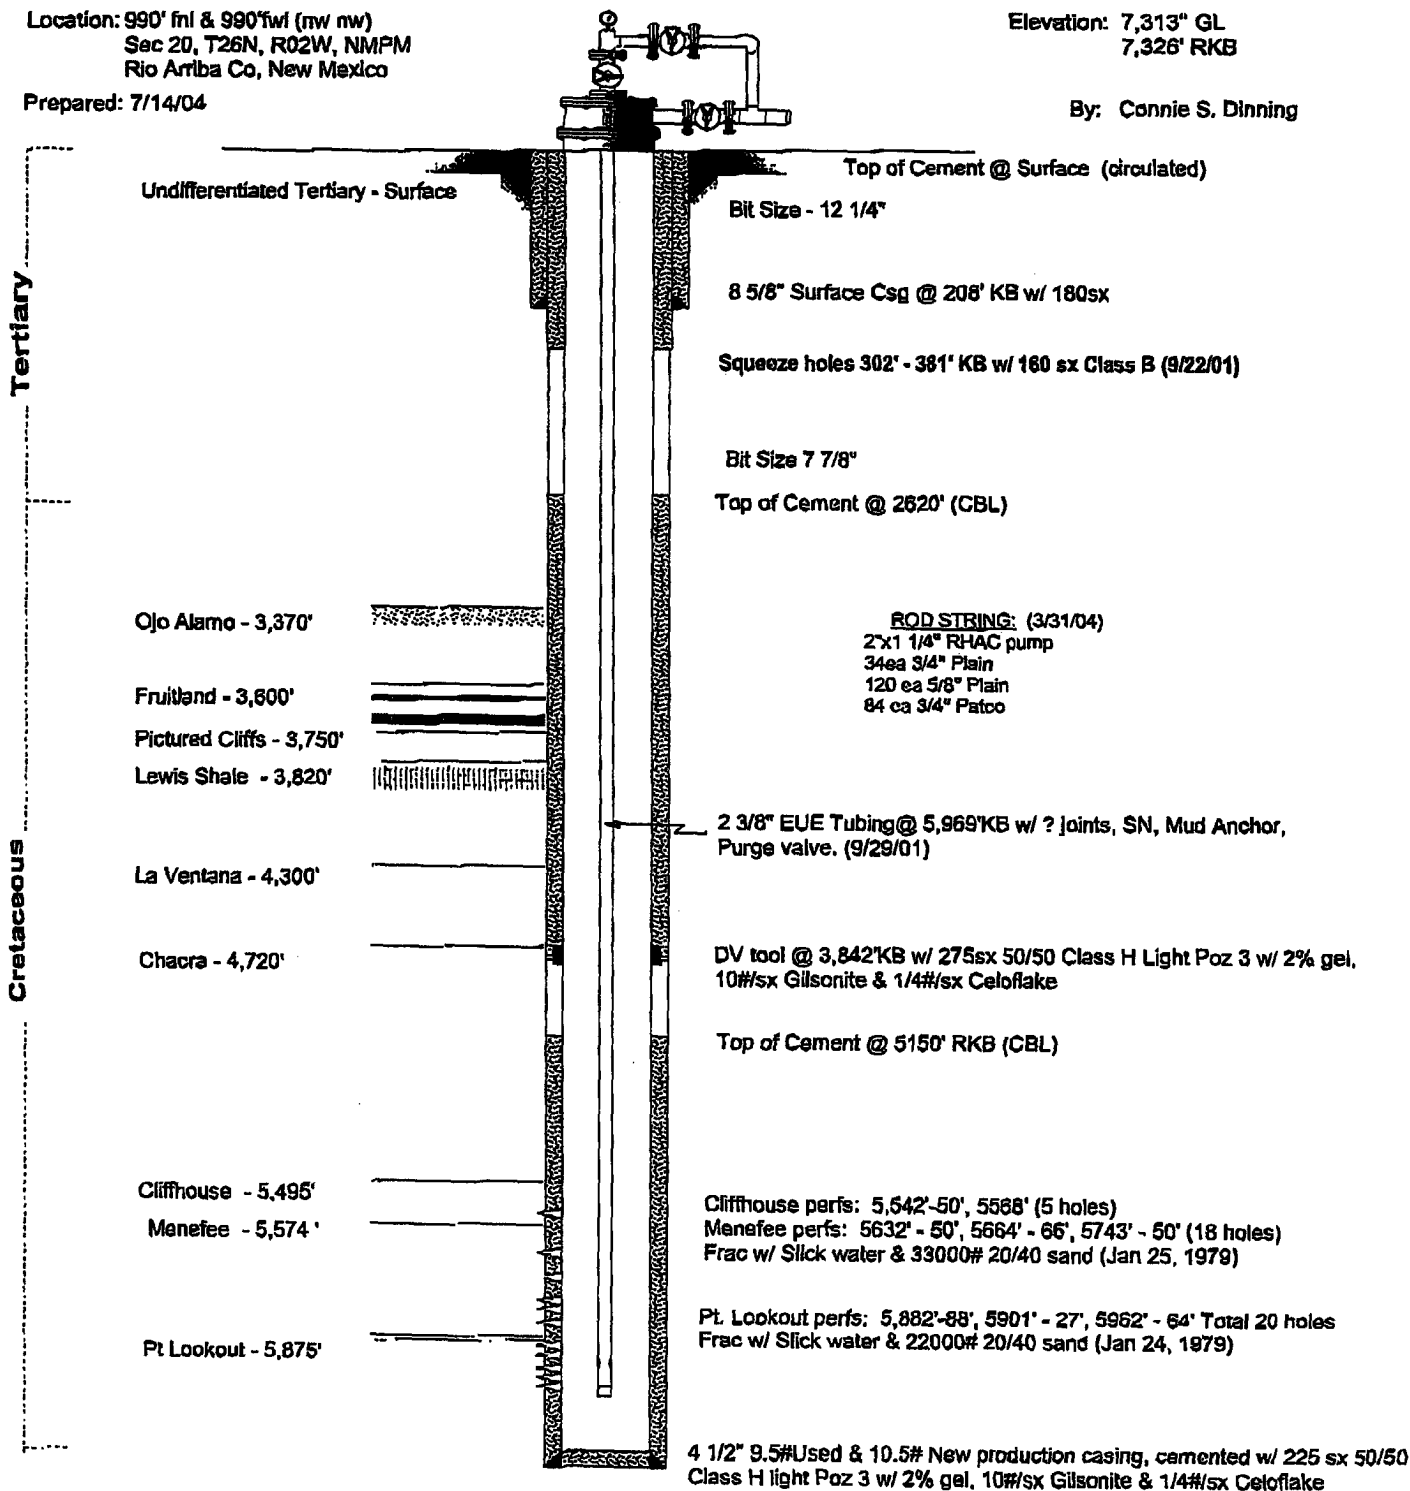 Location: 990' fnl & 990'fwl (nw nw)
Sec 20, T26N, R02W, NMPM
Rio Arriba Co, New Mexico
Prepared: 7/14/04
Elevation: 7,313" GL
7,326' RKB
By: Connie S. Dinning
Tertiary
Cretaceous
Undifferentiated Tertiary - Surface
Top of Cement @ Surface (circulated)
Bit Size - 12 1/4"
8 5/8" Surface Csg @ 208' KB w/ 180sx
Squeeze holes 302' - 381' KB w/ 160 sx Class B (9/22/01)
Bit Size 7 7/8"
Top of Cement @ 2620' (CBL)
Ojo Alamo - 3,370'
ROD STRING: (3/31/04)
2"x1 1/4" RHAC pump
34ea 3/4" Plain
120 ea 5/8" Plain
84 ea 3/4" Patco
Fruitland - 3,600'
Pictured Cliffs - 3,750'
Lewis Shale - 3,820'
2 3/8" EUE Tubing@ 5,969'KB w/ ? joints, SN, Mud Anchor,
Purge valve. (9/29/01)
La Ventana - 4,300'
Chacra - 4,720'
DV tool @ 3,842'KB w/ 275sx 50/50 Class H Light Poz 3 w/ 2% gel,
10#/sx Gilsonite & 1/4#/sx Celoflake
Top of Cement @ 5150' RKB (CBL)
Cliffhouse - 5,495'
Menefee - 5,574 '
Cliffhouse perfs: 5,542'-50', 5568' (5 holes)
Menefee perfs: 5632' - 50', 5664' - 66', 5743' - 50' (18 holes)
Frac w/ Slick water & 33000# 20/40 sand (Jan 25, 1979)
Pt Lookout - 5,875'
Pt. Lookout perfs: 5,882'-88', 5901' - 27', 5962' - 64' Total 20 holes
Frac w/ Slick water & 22000# 20/40 sand (Jan 24, 1979)
4 1/2" 9.5#Used & 10.5# New production casing, cemented w/ 225 sx 50/50
Class H light Poz 3 w/ 2% gel, 10#/sx Gilsonite & 1/4#/sx Celoflake